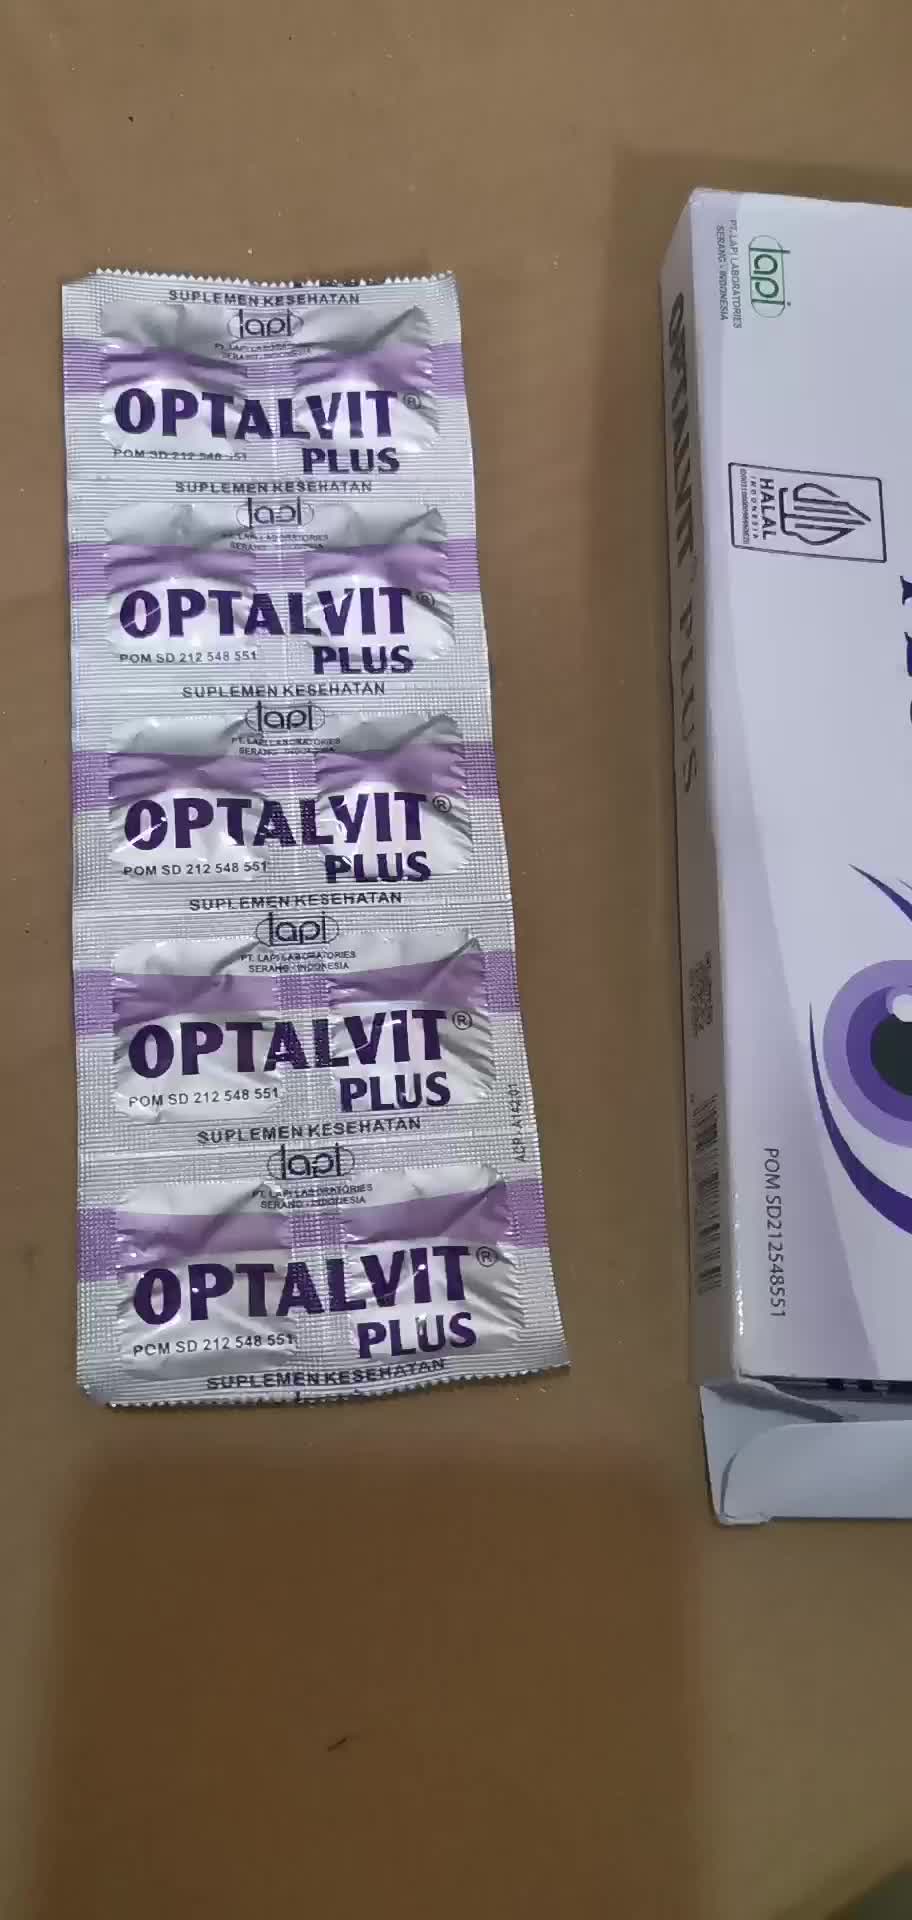 SUPLEMEN KESEHATAN
lapi
OPTALVIT®
POM SD 212 548 551
PLUS
SUPLEMEN KESEHATAN
lapi
PT. LAPI LABORATORIES
SERANG - INDONESIA
OPTALVIT®
POM SD 212 548 551
PLUS
SUPLEMEN KESEHATAN
lapi
PT. LAPI LABORATORIES
SERANG - INDONESIA
OPTALVIT®
POM SD 212 548 551
PLUS
SUPLEMEN KESEHATAN
lapi
PT. LAPI LABORATORIES
SERANG - INDONESIA
OPTALVIT®
POM SD 212 548 551
PLUS
SUPLEMEN KESEHATAN
lapi
PT. LAPI LABORATORIES
SERANG - INDONESIA
OPTALVIT®
POM SD 212 548 551
PLUS
SUPLEMEN KESEHATAN
lapi
PT. LAPI LABORATORIES
SERANG - INDONESIA
HALAL
INDONESIA
OPTALVIT® PLUS
POM SD212548551